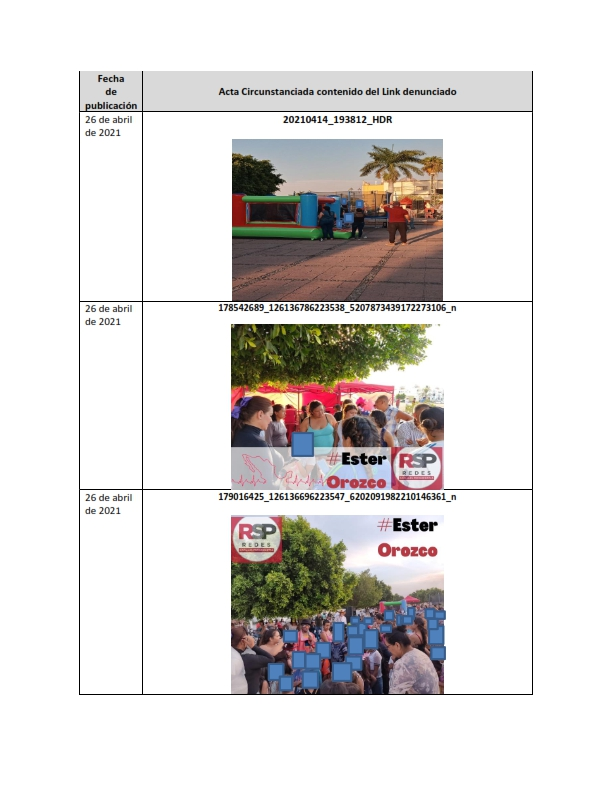 Fecha
de
publicación
Acta Circunstanciada contenido del Link denunciado
26 de abril
de 2021
20210414_193812_HDR
26 de abril
de 2021
178542689_126136786223538_5207873439172273106_n
#Ester
Orozco
RSP
REDES
26 de abril
de 2021
179016425_126136696223547_6202091982210146361_n
RSP
REDES
#Ester
Orozco